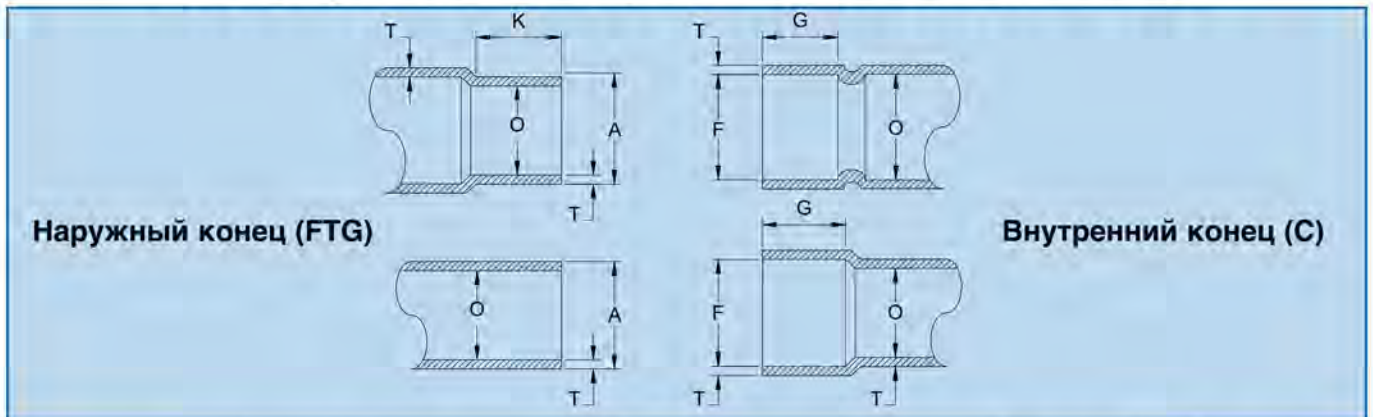 T K T G
O A F O
T
G
Наружный конец (FTG) Внутренний конец (C)
O A F O
T T T